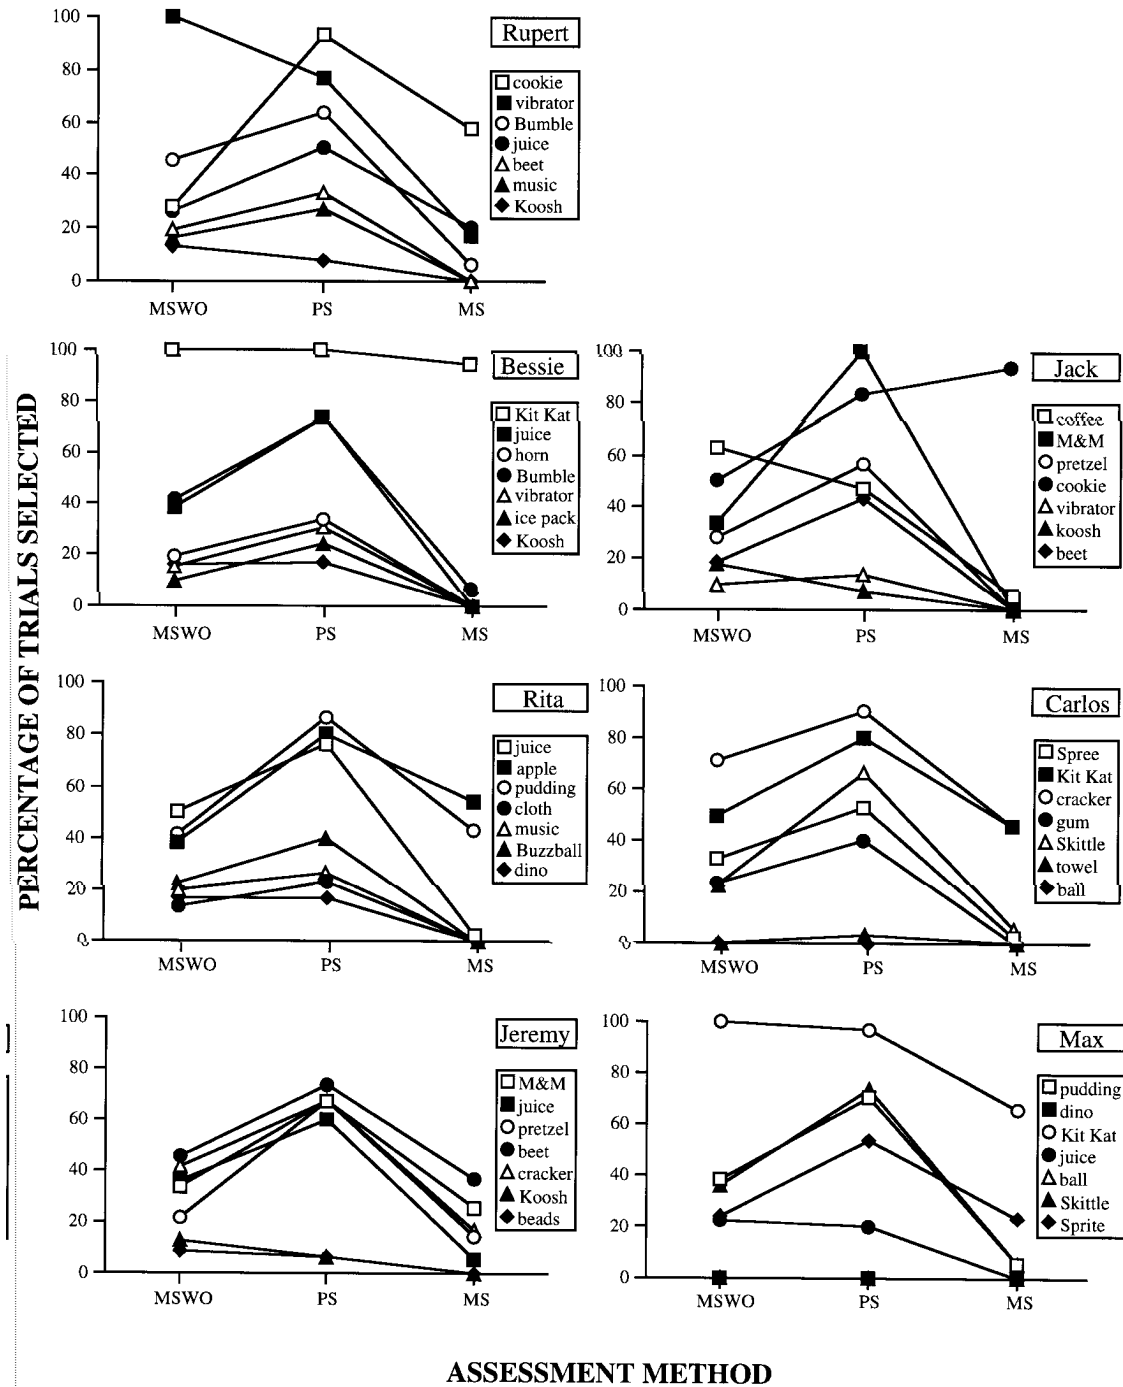 PERCENTAGE OF TRIALS SELECTED
Rupert
100
80
60
40
20
0
MSWO PS MS
cookie
vibrator
Bumble
juice
beet
music
Koosh
Bessie
100
80
60
40
20
0
MSWO PS MS
Kit Kat
juice
horn
Bumble
vibrator
ice pack
Koosh
Jack
100
80
60
40
20
0
MSWO PS MS
coffee
M&M
pretzel
cookie
vibrator
koosh
beet
Rita
100
80
60
40
20
0
MSWO PS MS
juice
apple
pudding
cloth
music
Buzzball
dino
Carlos
100
80
60
40
20
0
MSWO PS MS
Spree
Kit Kat
cracker
gum
Skittle
towel
ball
Jeremy
100
80
60
40
20
0
MSWO PS MS
M&M
juice
pretzel
beet
cracker
Koosh
beads
Max
100
80
60
40
20
0
MSWO PS MS
pudding
dino
Kit Kat
juice
ball
Skittle
Sprite
ASSESSMENT METHOD